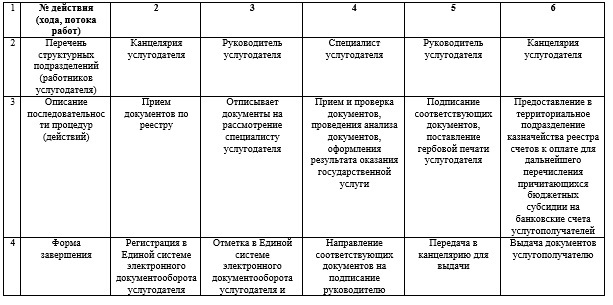 1 № действия (хода, потока работ) 2 3 4 5 6
2 Перечень структурных подразделений (работников услугодателя) Канцелярия услугодателя Руководитель услугодателя Специалист услугодателя Руководитель услугодателя Канцелярия услугодателя
3 Описание последовательнос ти процедур (действий) Прием документов по реестру Отписывает документы на рассмотрение специалисту услугодателя Прием и проверка документов, проведения анализа документов, оформления результата оказания государственной услуги Подписание соответствующих документов, поставление гербовой печати услугодателя Предоставление в территориальное подразделение казначейства реестра счетов к оплате для дальнейшего перечисления причитающихся бюджетных субсидии на банковские счета услугополучателей
4 Форма завершения Регистрация в Единой системе электронного документооборота услугодателя Отметка в Единой системе электронного документооборота услугодателя и Направление соответствующих документов на подписание руководителю Передача в канцелярию для выдачи Выдача документов услугополучателю